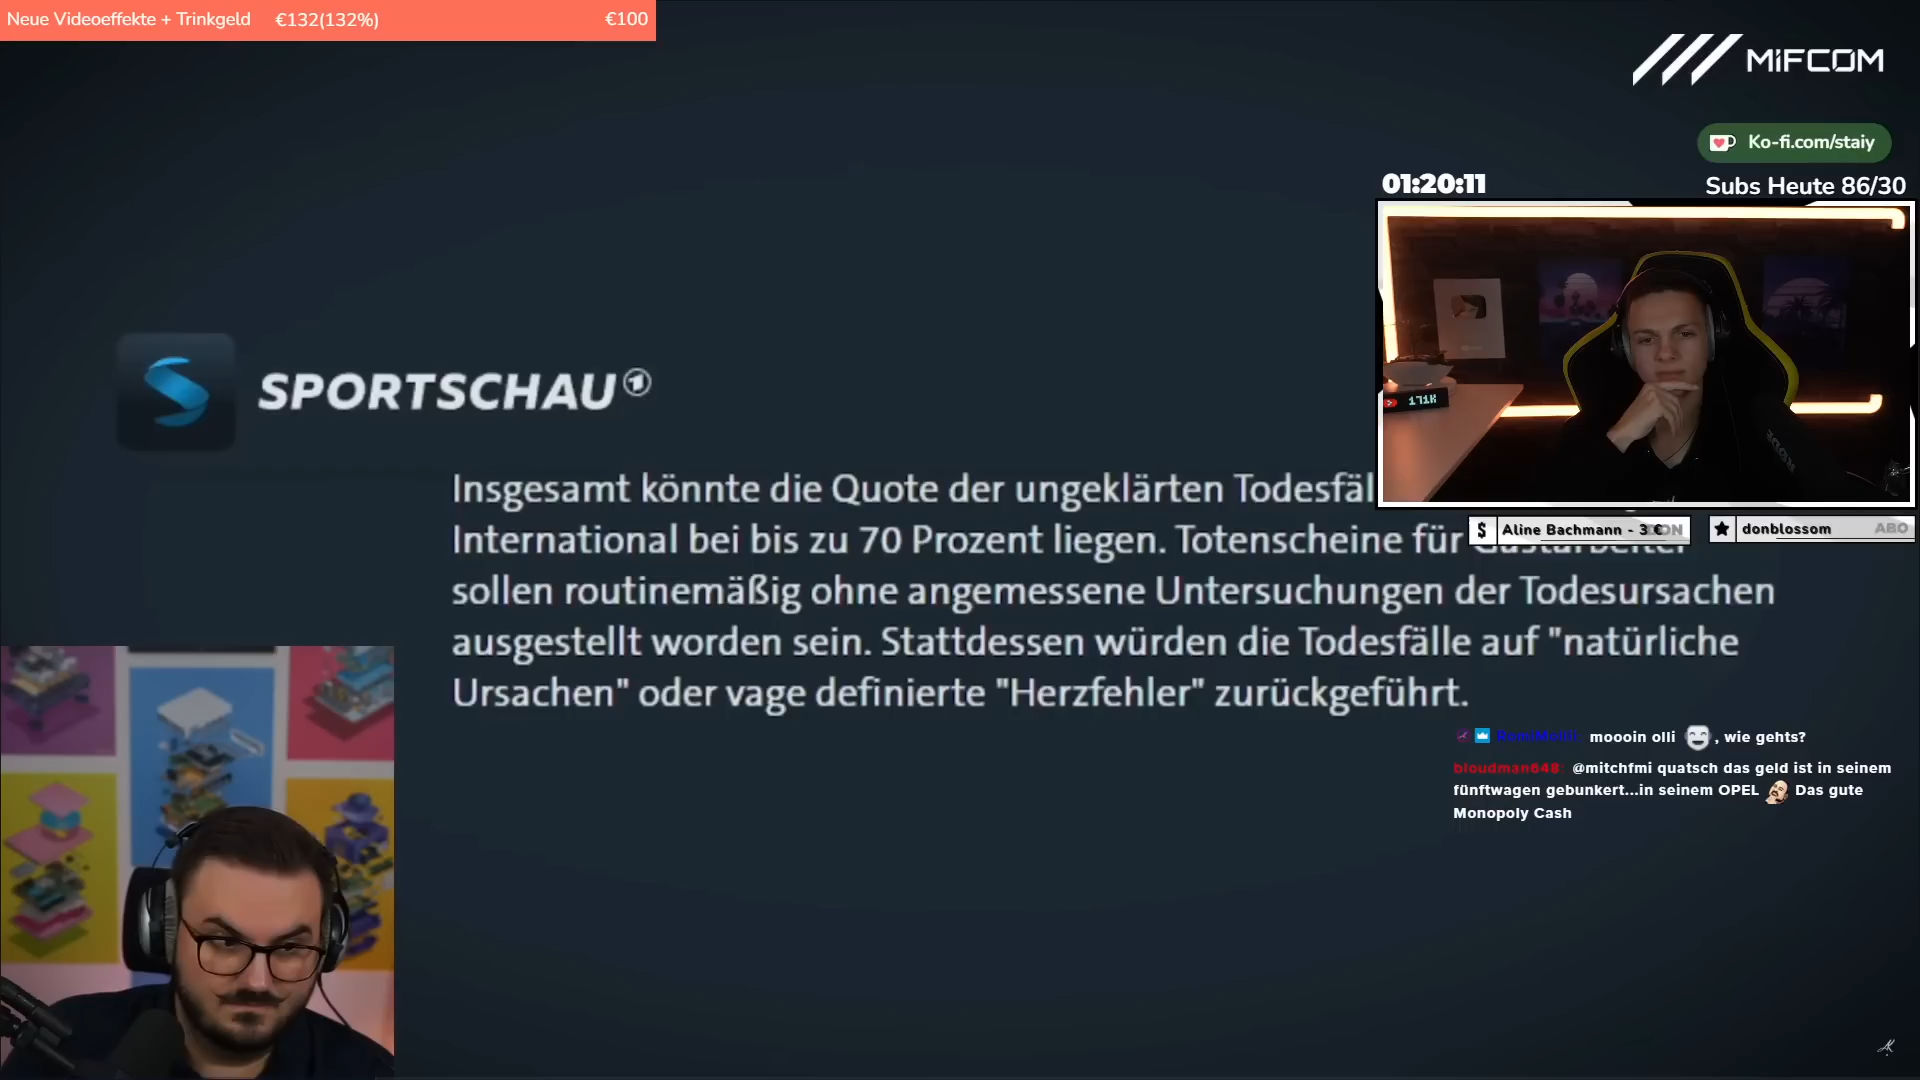 Neue Videoeffekte + Trinkgeld €132(132%) €100
MIFCOM
Ko-fi.com/staiy
01:20:11 Subs Heute 86/30
171K
SPORTSCHAU
Insgesamt könnte die Quote der ungeklärten Todesfäl
International bei bis zu 70 Prozent liegen. Totenscheine für Gastarbeiter
sollen routinemäßig ohne angemessene Untersuchungen der Todesursachen
ausgestellt worden sein. Stattdessen würden die Todesfälle auf "natürliche
Ursachen" oder vage definierte "Herzfehler" zurückgeführt.
$ Aline Bachmann - 3 €
donblossom ABO
moooin olli , wie gehts?
bloudman648: @mitchfmi quatsch das geld ist in seinem
fünftwagen gebunkert...in seinem OPEL Das gute
Monopoly Cash